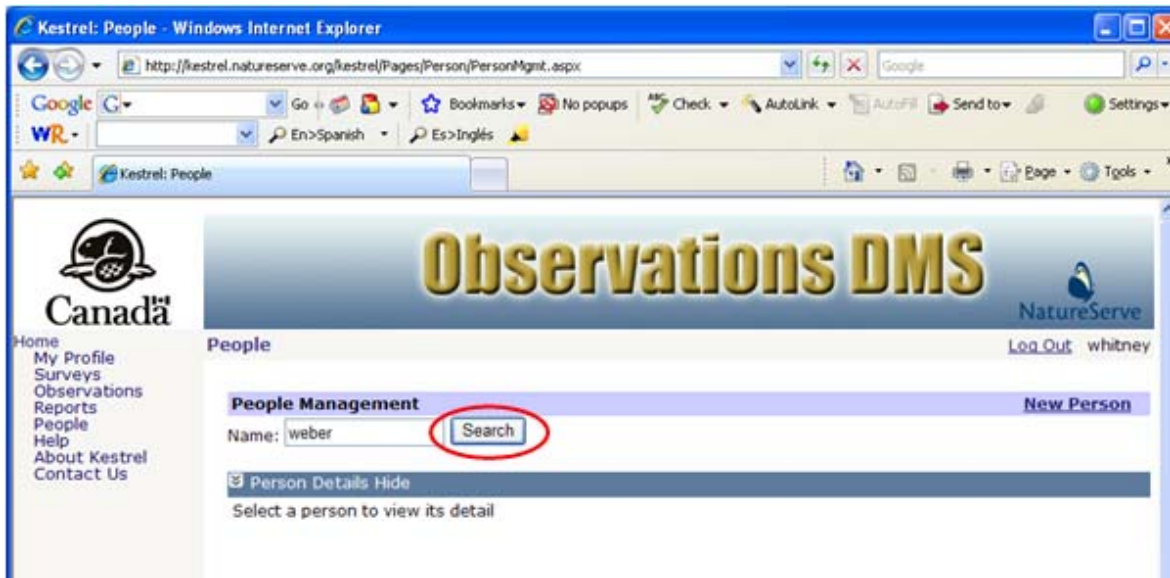 Kestrel: People - Windows Internet Explorer
http://kestrel.natureserve.org/kestrel/Pages/Person/PersonMgmt.aspx Google
Google G Go Bookmarks No popups ABC Check AutoLink AutoFill Send to Settings
WR. En>Spanish Es>Inglés
Kestrel: People Page Tools
Canada
Observations DMS
NatureServe
Home
My Profile
Surveys
Observations
Reports
People
Help
About Kestrel
Contact Us
People Log Out whitney
People Management New Person
Name: weber Search
Person Details Hide
Select a person to view its detail